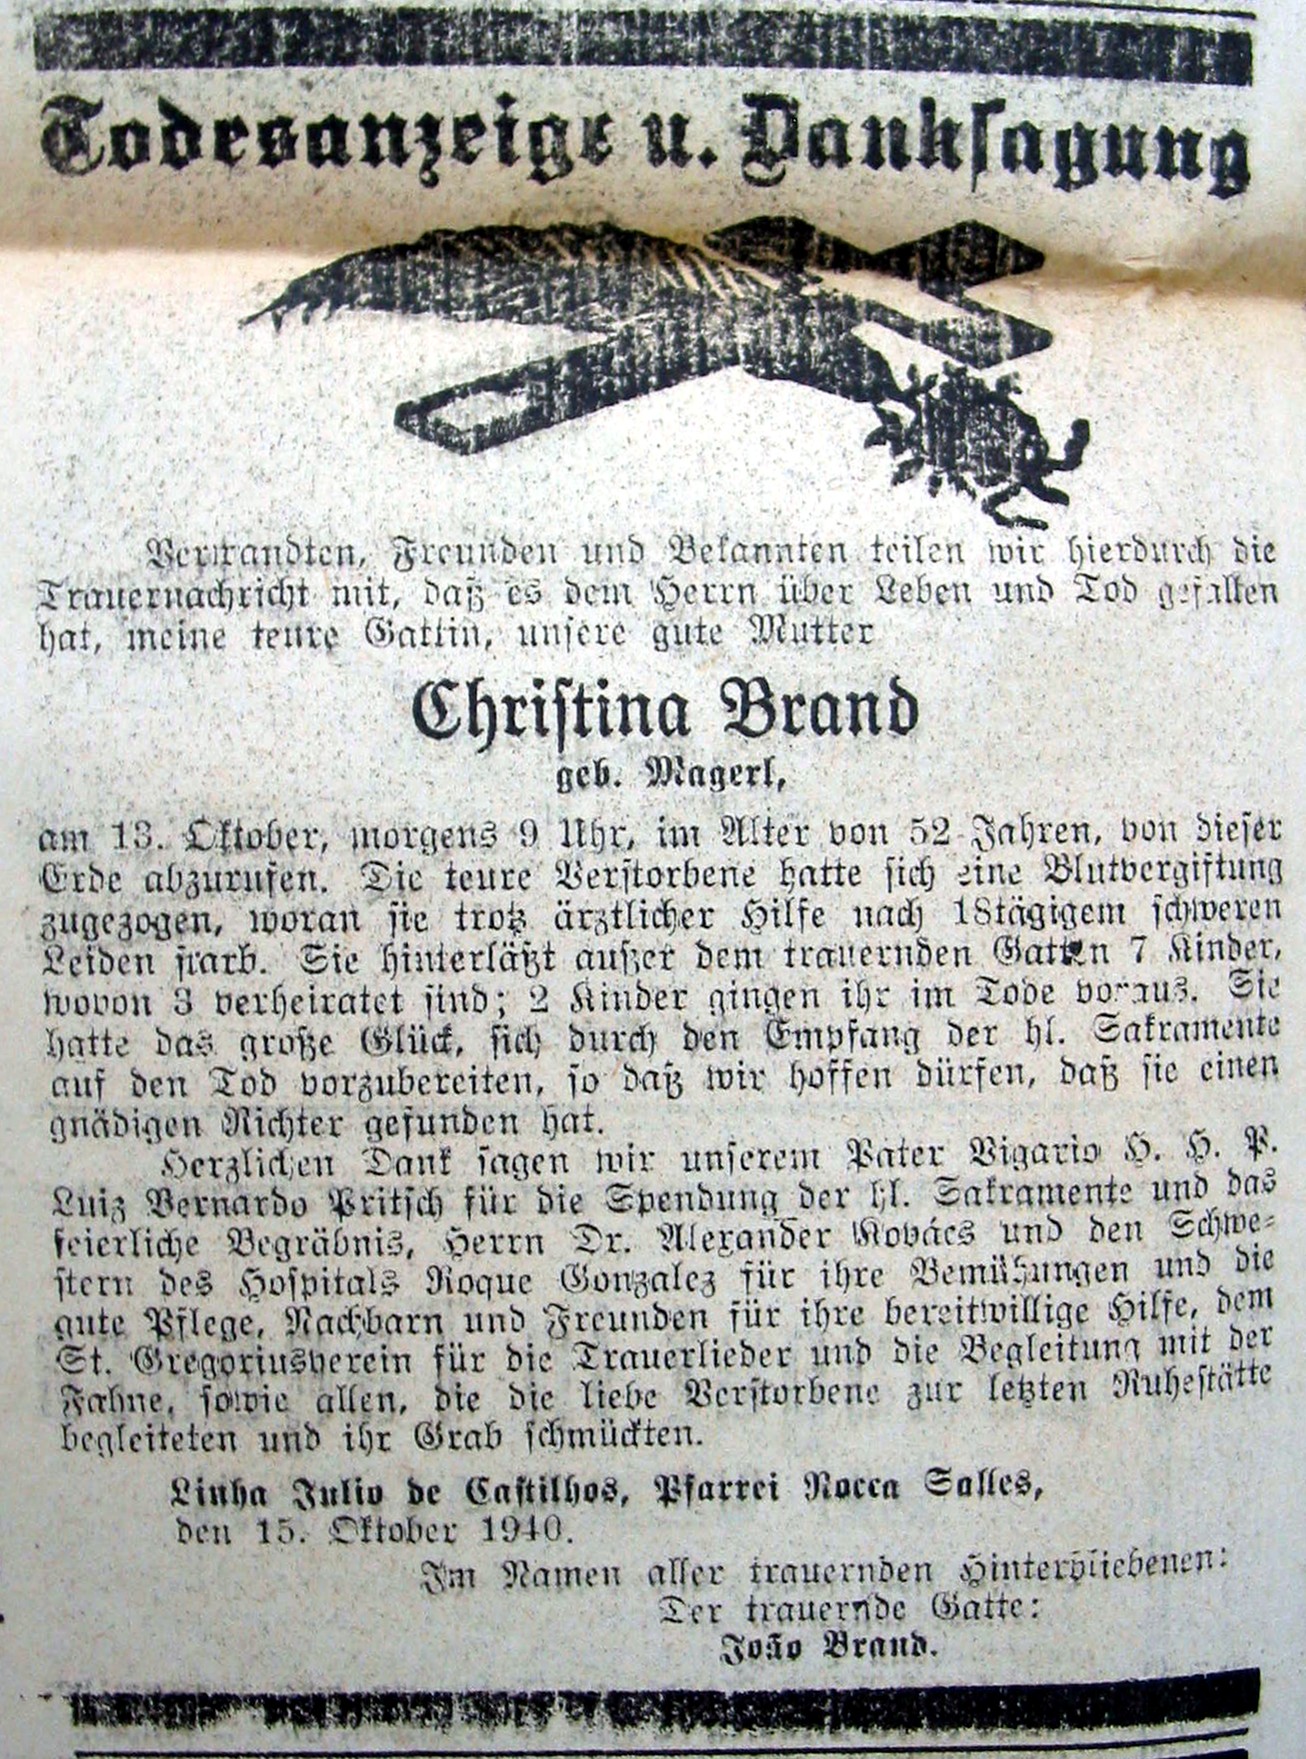 Todesanzeige u. Danksagung
Verwandten, Freunden und Bekannten teilen wir hierdurch die
Trauernachricht mit, daß es dem Herrn über Leben und Tod gefallen
hat, meine teure Gattin, unsere gute Mutter
Christina Brand
geb. Magerl,
am 13. Oktober, morgens 9 Uhr, im Alter von 52 Jahren, von dieser
Erde abzurufen. Die teure Verstorbene hatte sich eine Blutvergiftung
zugezogen, woran sie trotz ärztlicher Hilfe nach 18tägigem schweren
Leiden starb. Sie hinterläßt außer dem trauernden Gatten 7 Kinder,
wovon 3 verheiratet sind; 2 Kinder gingen ihr im Tode voraus. Sie
hatte das große Glück, sich durch den Empfang der hl. Sakramente
auf den Tod vorzubereiten, so daß wir hoffen dürfen, daß sie einen
gnädigen Richter gefunden hat.
Herzlichen Dank sagen wir unserem Pater Vigario H. H. P.
Luiz Bernardo Pritsch für die Spendung der hl. Sakramente und das
feierliche Begräbnis, Herrn Dr. Alexander Kovács und den Schwe-
stern des Hospitals Roque Gonzalez für ihre Bemühungen und die
gute Pflege, Nachbarn und Freunden für ihre bereitwillige Hilfe, dem
St. Gregoriusverein für die Trauerlieder und die Begleitung mit der
Fahne, sowie allen, die die liebe Verstorbene zur letzten Ruhestätte
begleiteten und ihr Grab schmückten.
Linha Julio de Castilhos, Pfarrei Rocca Salles,
den 15. Oktober 1940.
Im Namen aller trauernden Hinterbliebenen:
Der trauernde Gatte:
João Brand.